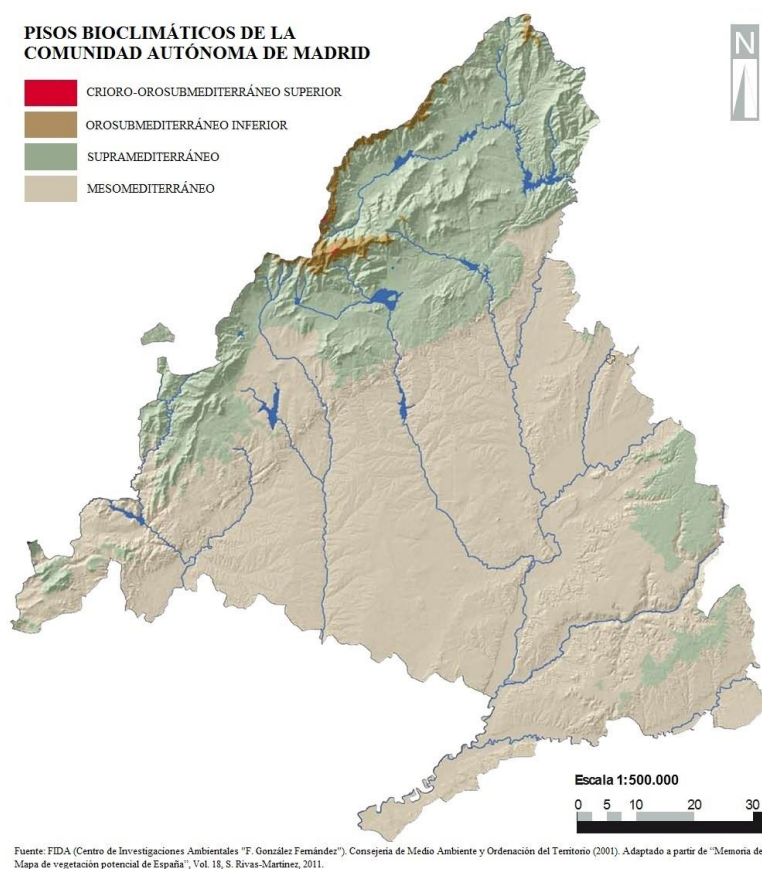 PISOS BIOCLIMÁTICOS DE LA
COMUNIDAD AUTÓNOMA DE MADRID
CRIORO-OROSUBMEDITERRÁNEO SUPERIOR
OROSUBMEDITERRÁNEO INFERIOR
SUPRAMEDITERRÁNEO
MESOMEDITERRÁNEO
N
Escala 1:500.000
0 5 10 20 30
Fuente: FIDA (Centro de Investigaciones Ambientales "F. González Fernández"). Consejería de Medio Ambiente y Ordenación del Territorio (2001). Adaptado a partir de “Memoria de
Mapa de vegetación potencial de España”, Vol. 18, S. Rivas-Martínez, 2011.